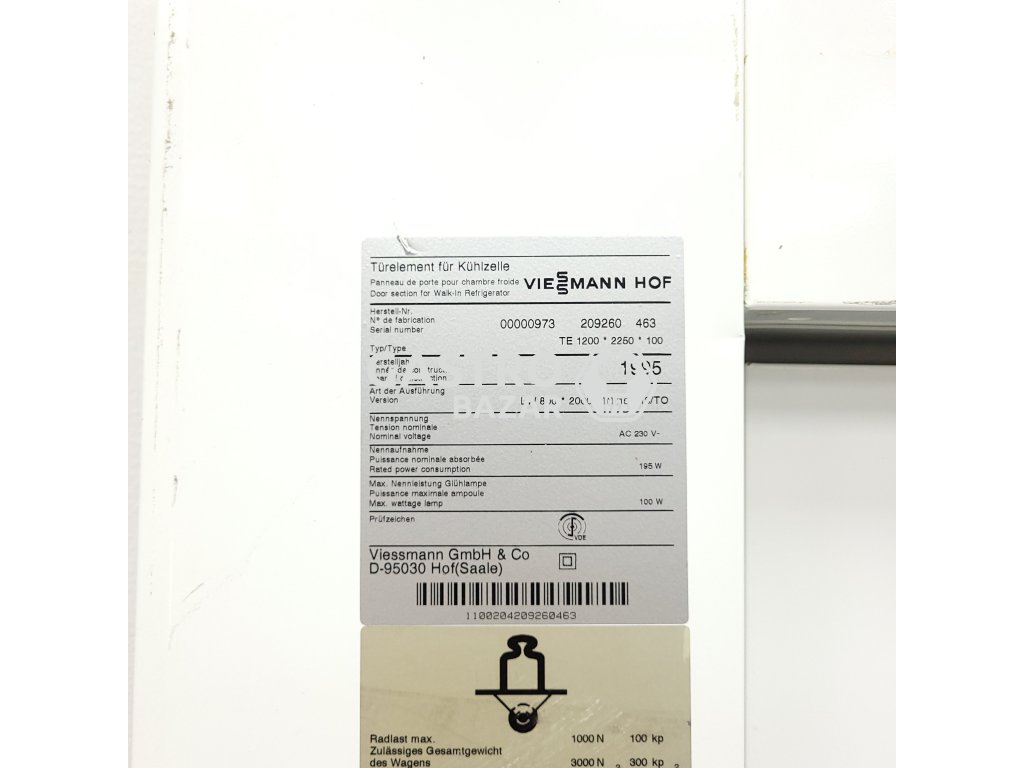 Türelement für Kühlzelle
Panneau de porte pour chambre froide
Door section for Walk-In Refrigerator
VIESSMANN HOF
Herstell-Nr.
N° de fabrication
Serial number
00000973 209260 463
Typ/Type
TE 1200 * 2250 * 100
1995
Art der Ausführung
Version
BAZAR
Nennspannung
Tension nominale
Nominal voltage
AC 230 V~
Nennaufnahme
Puissance nominale absorbée
Rated power consumption
195 W
Max. Nennleistung Glühlampe
Puissance maximale ampoule
Max. wattage lamp
100 W
Prüfzeichen
VDE
Viessmann GmbH & Co
D-95030 Hof(Saale)
1100204209260463
Radlast max. 1000 N 100 kp
Zulässiges Gesamtgewicht
des Wagens 3000 N 300 kp